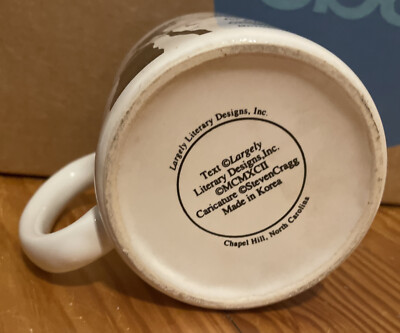 Largely Literary Designs, Inc.
Text ©Largely
Literary Designs,Inc.
©MCMXCII
Caricature ©StevenCragg
Made in Korea
Chapel Hill, North Carolina